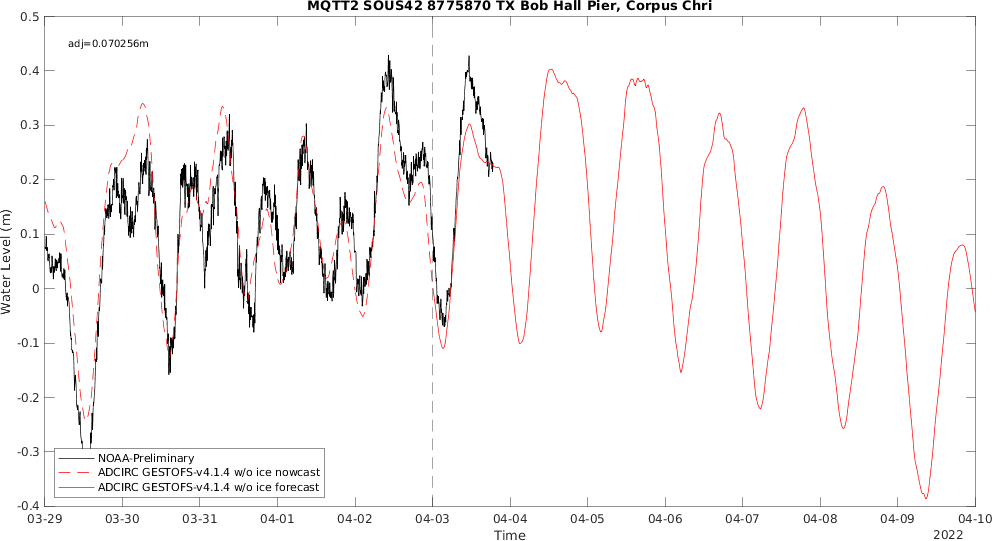 MQTT2 SOUS42 8775870 TX Bob Hall Pier, Corpus Chri
adj=0.070256m
0.5
0.4
0.3
0.2
0.1
0
-0.1
-0.2
-0.3
-0.4
Water Level (m)
NOAA-Preliminary
ADCIRC GESTOFS-v4.1.4 w/o ice nowcast
ADCIRC GESTOFS-v4.1.4 w/o ice forecast
03-29 03-30 03-31 04-01 04-02 04-03 04-04 04-05 04-06 04-07 04-08 04-09 04-10
Time
2022